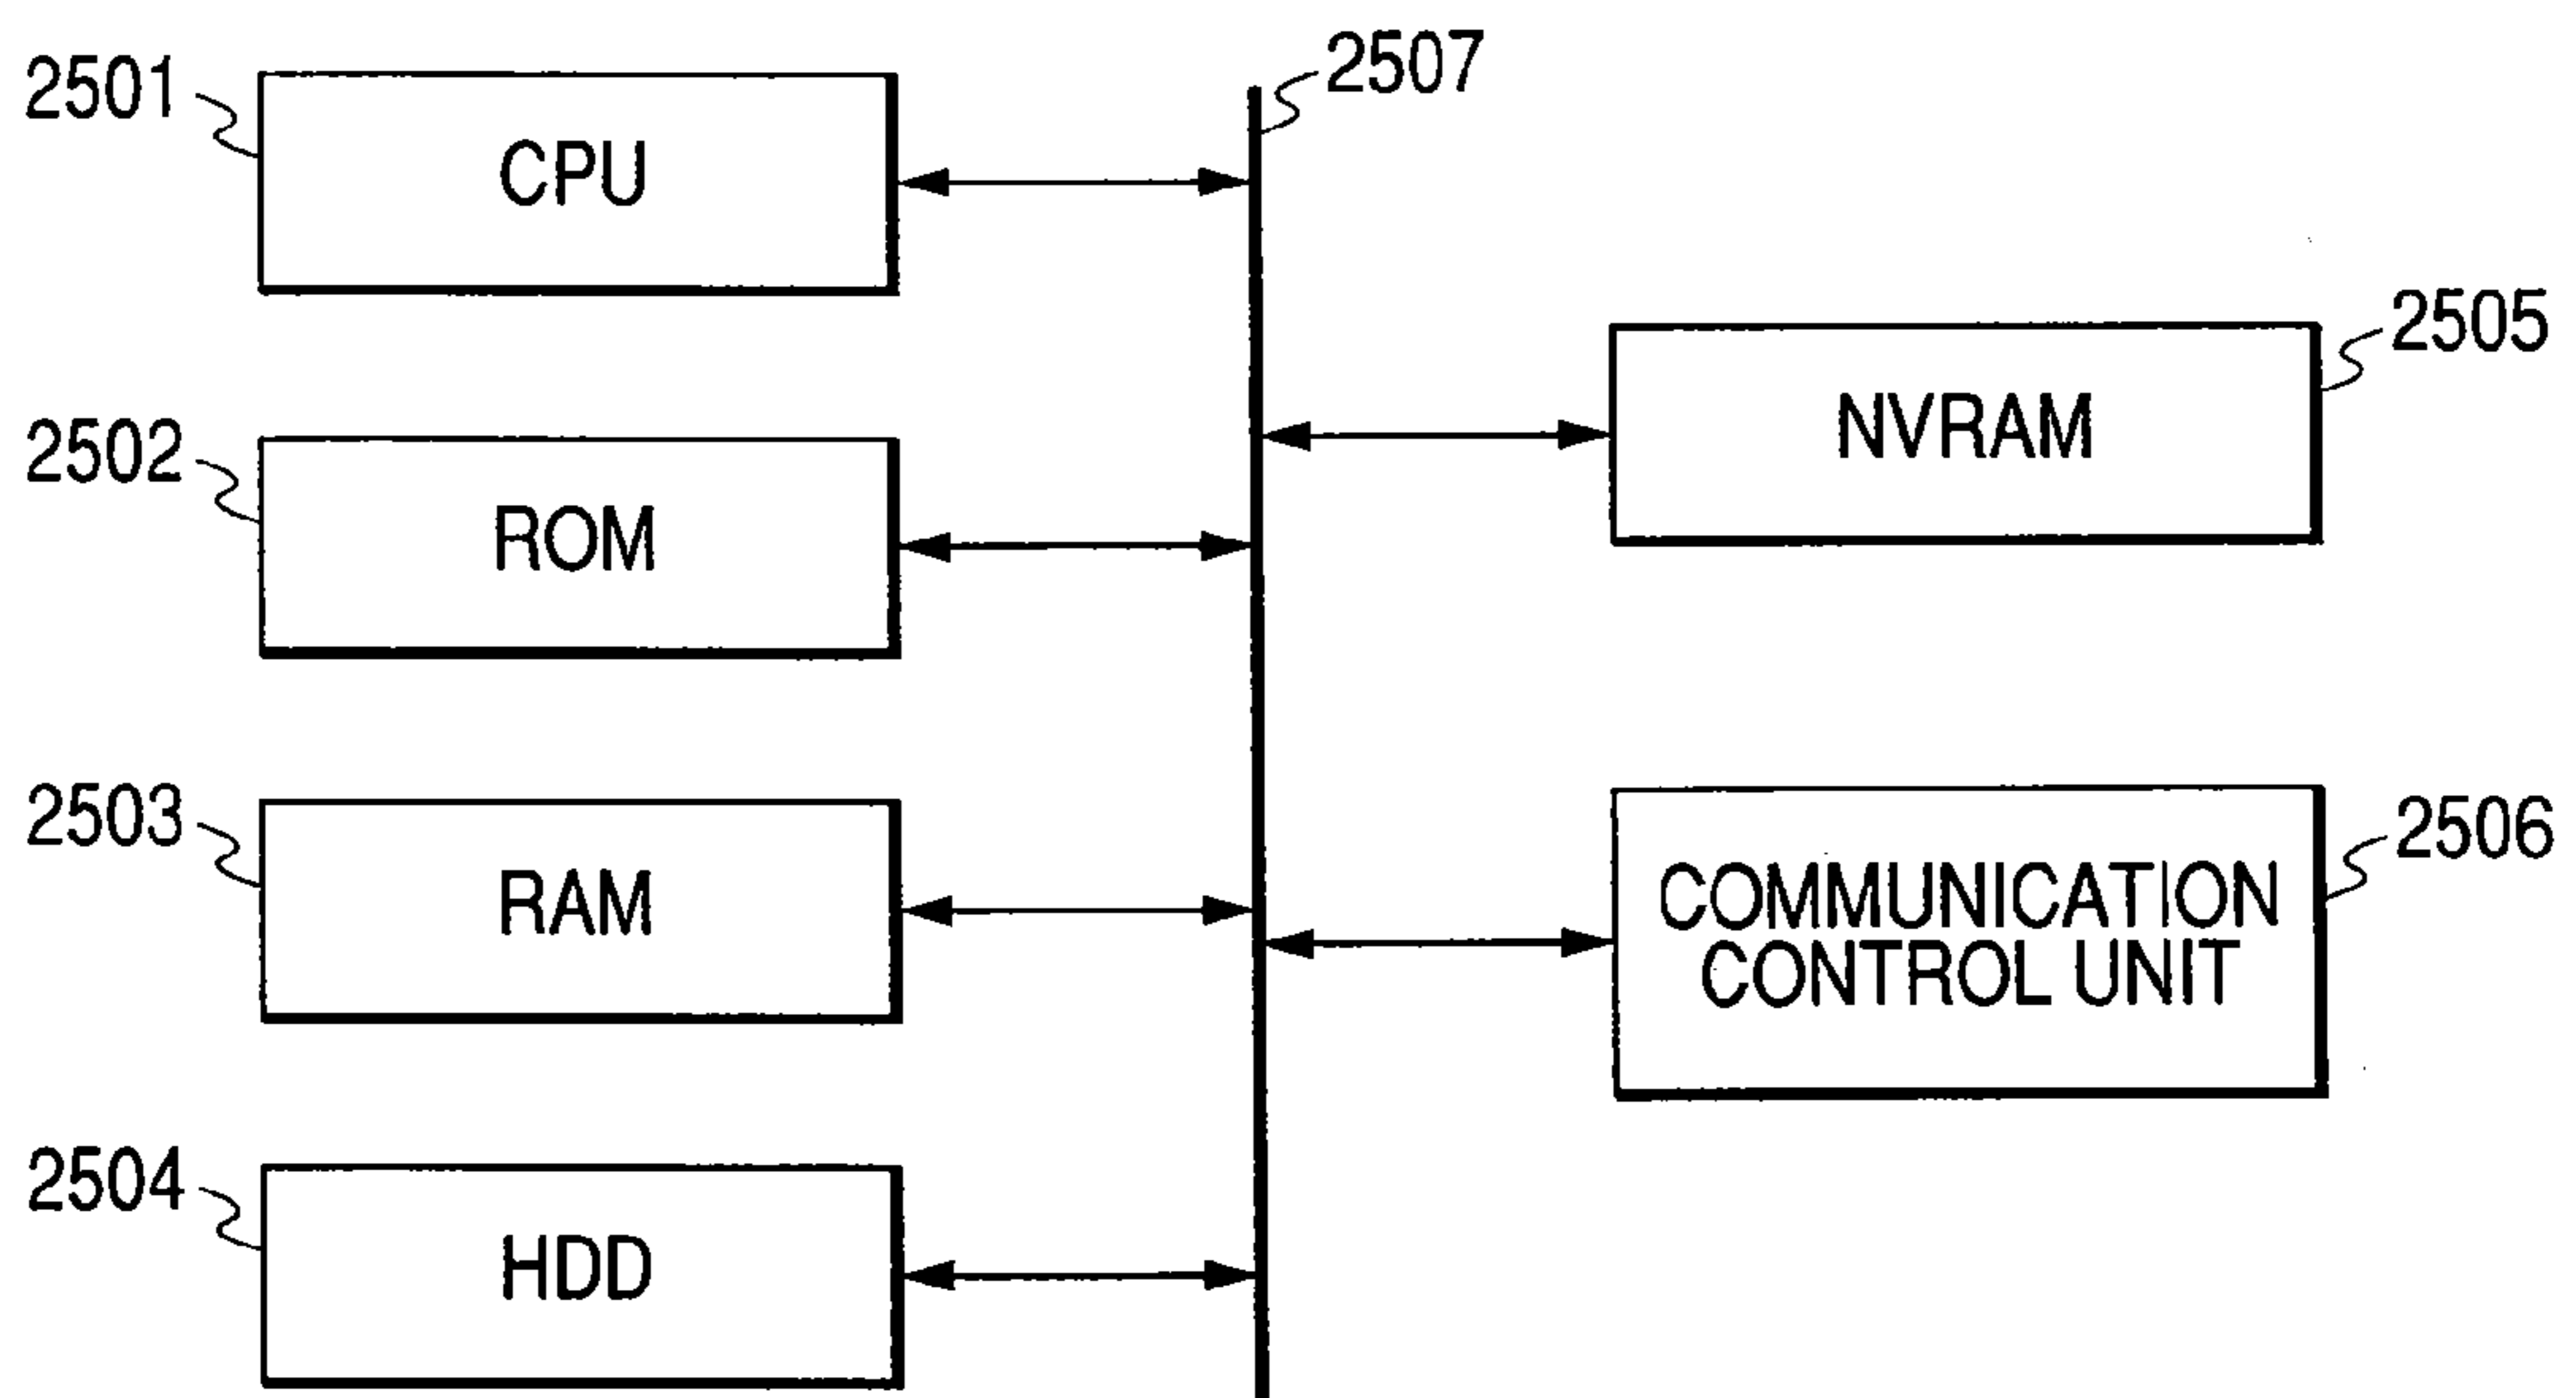 2501
CPU
2507
2502
ROM
2505
NVRAM
2503
RAM
2506
COMMUNICATION
CONTROL UNIT
2504
HDD